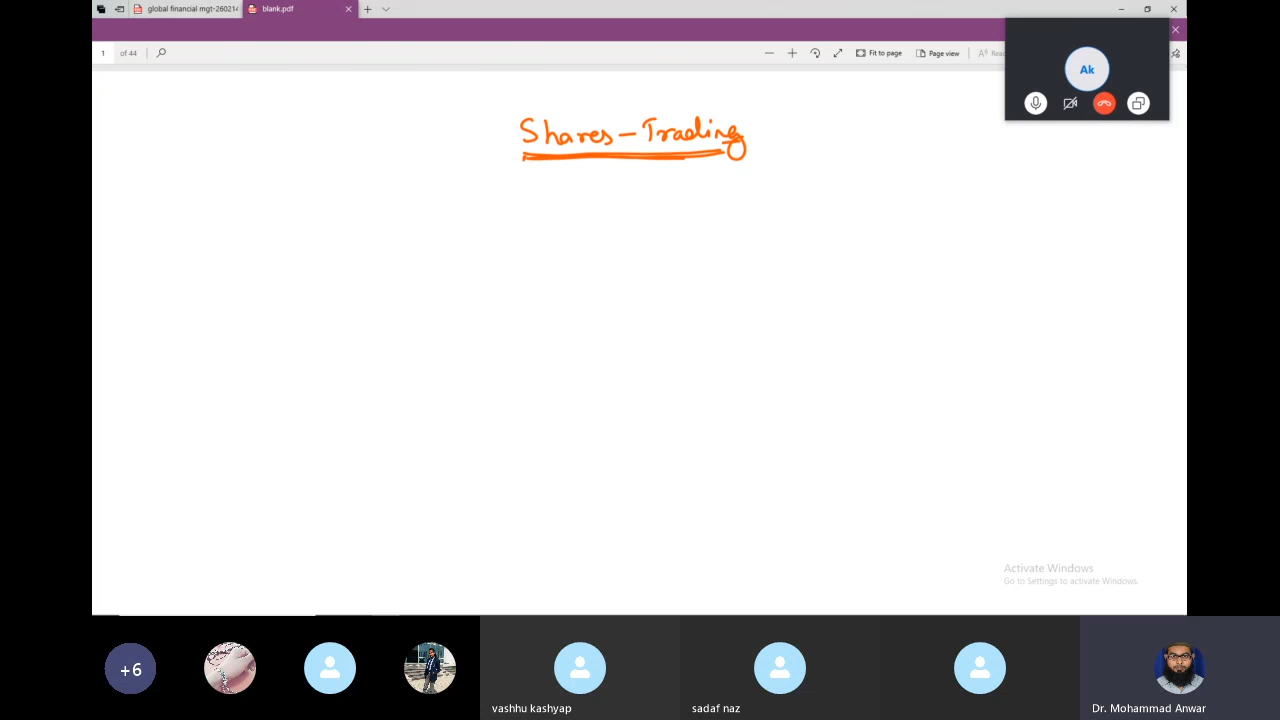 global financial mgt-260214
blank.pdf
1 of 44
Fit to page
Page view
Ak
Shares - Trading
Activate Windows
Go to Settings to activate Windows.
+6
vashhu kashyap
sadaf naz
Dr. Mohammad Anwar